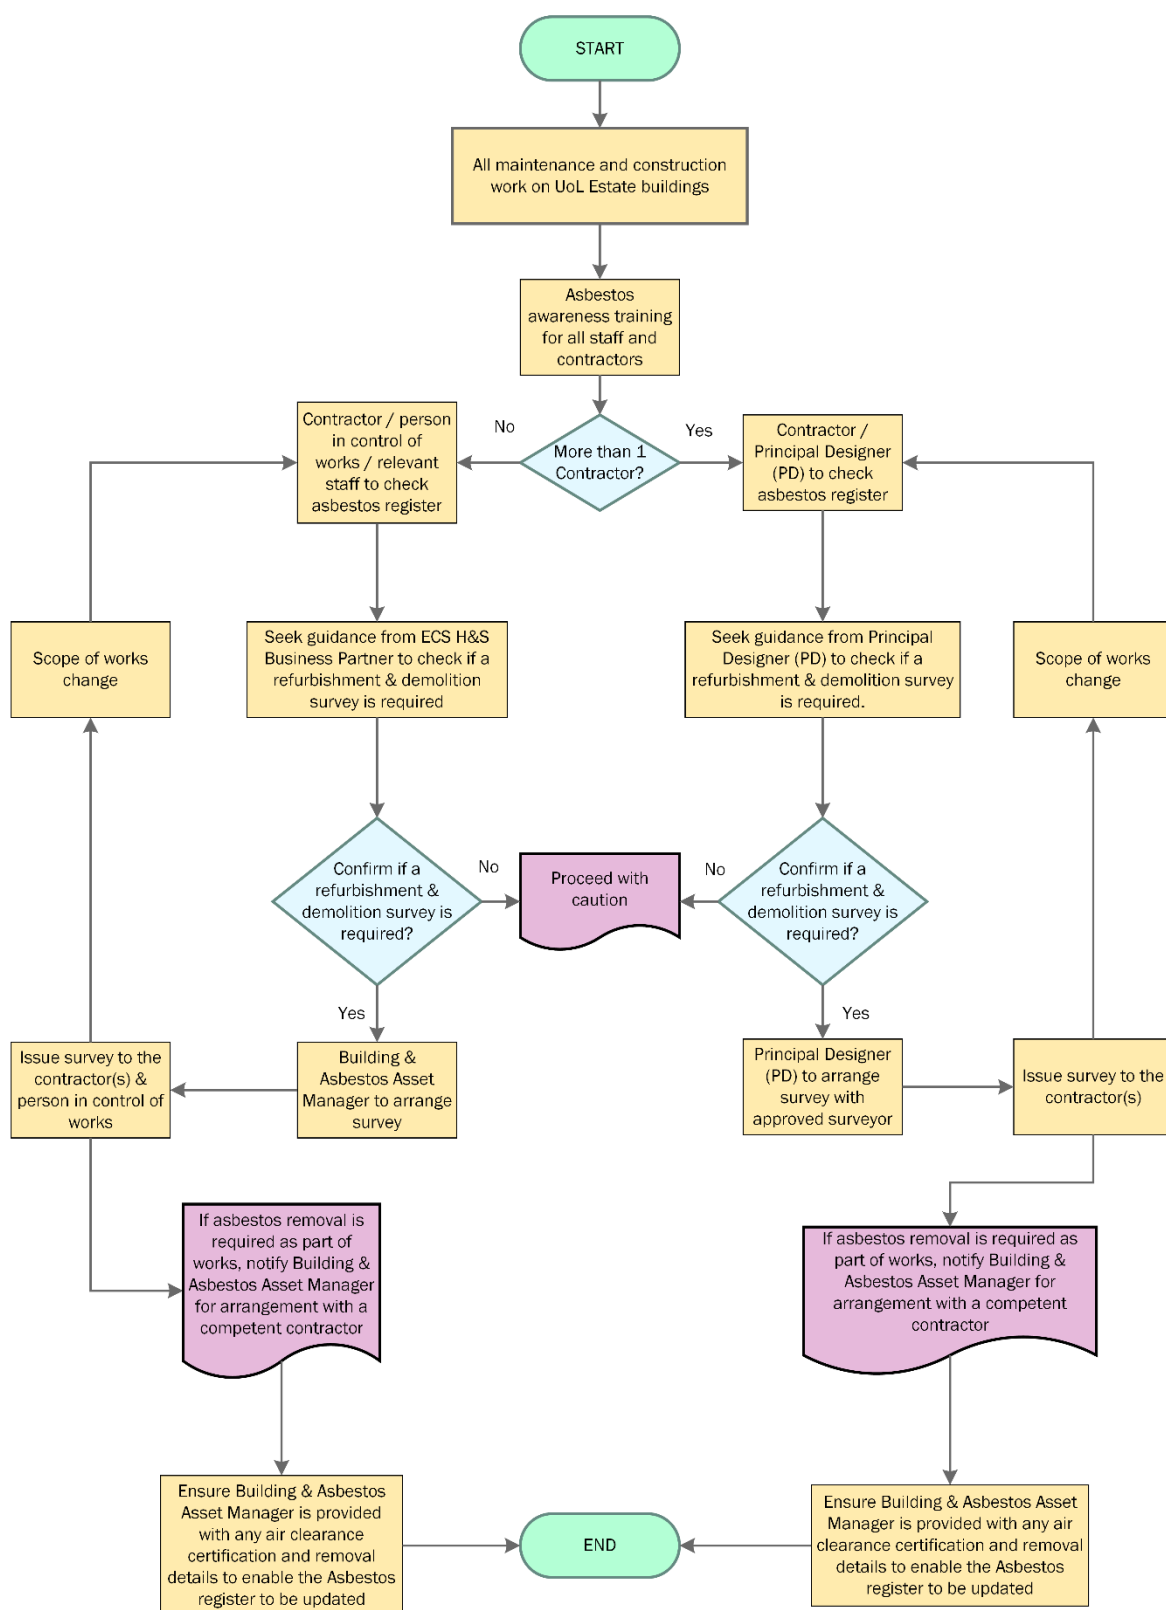 START
All maintenance and construction
work on UoL Estate buildings
Asbestos
awareness training
for all staff and
contractors
More than 1
Contractor?
No
Yes
Contractor / person
in control of
works / relevant
staff to check
asbestos register
Contractor /
Principal Designer
(PD) to check
asbestos register
Scope of works
change
Seek guidance from ECS H&S
Business Partner to check if a
refurbishment & demolition
survey is required
Seek guidance from Principal
Designer (PD) to check if a
refurbishment & demolition survey
is required.
Scope of works
change
Confirm if a
refurbishment &
demolition survey is
required?
No
Proceed with
caution
No
Confirm if a
refurbishment &
demolition survey is
required?
Yes
Yes
Issue survey to the
contractor(s) &
person in control of
works
Building &
Asbestos Asset
Manager to arrange
survey
Principal Designer
(PD) to arrange
survey with
approved surveyor
Issue survey to the
contractor(s)
If asbestos removal is
required as part of
works, notify Building &
Asbestos Asset Manager
for arrangement with a
competent contractor
If asbestos removal is required as
part of works, notify Building &
Asbestos Asset Manager for
arrangement with a competent
contractor
Ensure Building & Asbestos
Asset Manager is provided
with any air clearance
certification and removal
details to enable the Asbestos
register to be updated
END
Ensure Building & Asbestos Asset
Manager is provided with any air
clearance certification and removal
details to enable the Asbestos
register to be updated